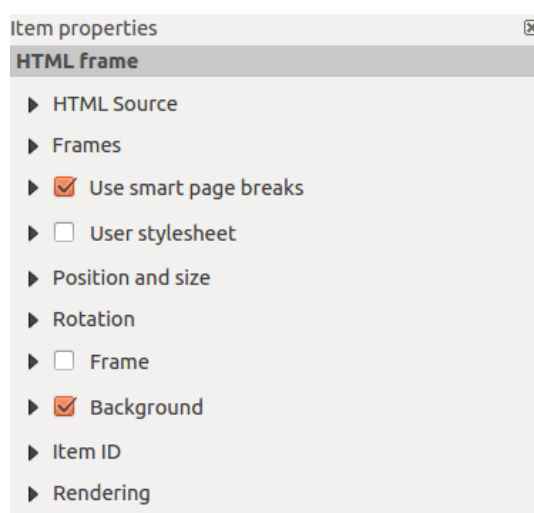 Item properties
HTML frame
HTML Source
Frames
Use smart page breaks
User stylesheet
Position and size
Rotation
Frame
Background
Item ID
Rendering